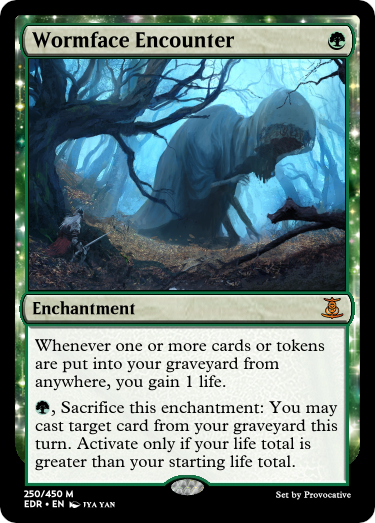 Wormface Encounter
Enchantment
Whenever one or more cards or tokens
are put into your graveyard from
anywhere, you gain 1 life.
, Sacrifice this enchantment: You may
cast target card from your graveyard this
turn. Activate only if your life total is
greater than your starting life total.
250/450 M
Set by Provocative
EDR • EN JYA YAN